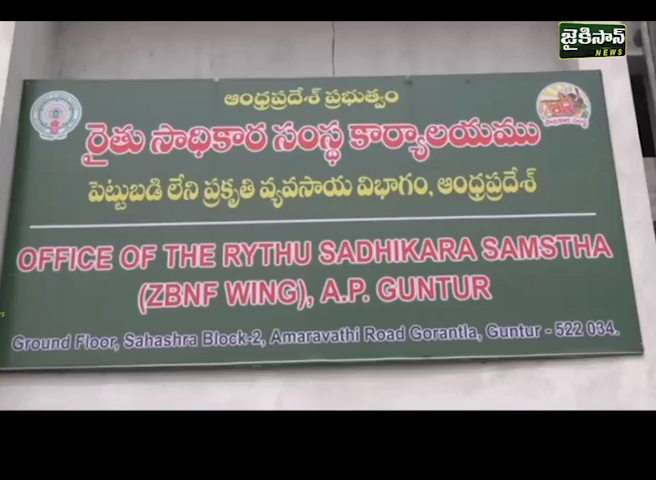 జైకిసాన్
NEWS
ఆంధ్రప్రదేశ్ ప్రభుత్వం
రైతు సాధికార సంస్థ కార్యాలయము
పెట్టుబడి లేని ప్రకృతి వ్యవసాయ విభాగం, ఆంధ్రప్రదేశ్
OFFICE OF THE RYTHU SADHIKARA SAMSTHA
(ZBNF WING), A.P. GUNTUR
Ground Floor, Sahashra Block-2, Amaravathi Road Gorantla, Guntur - 522 034.